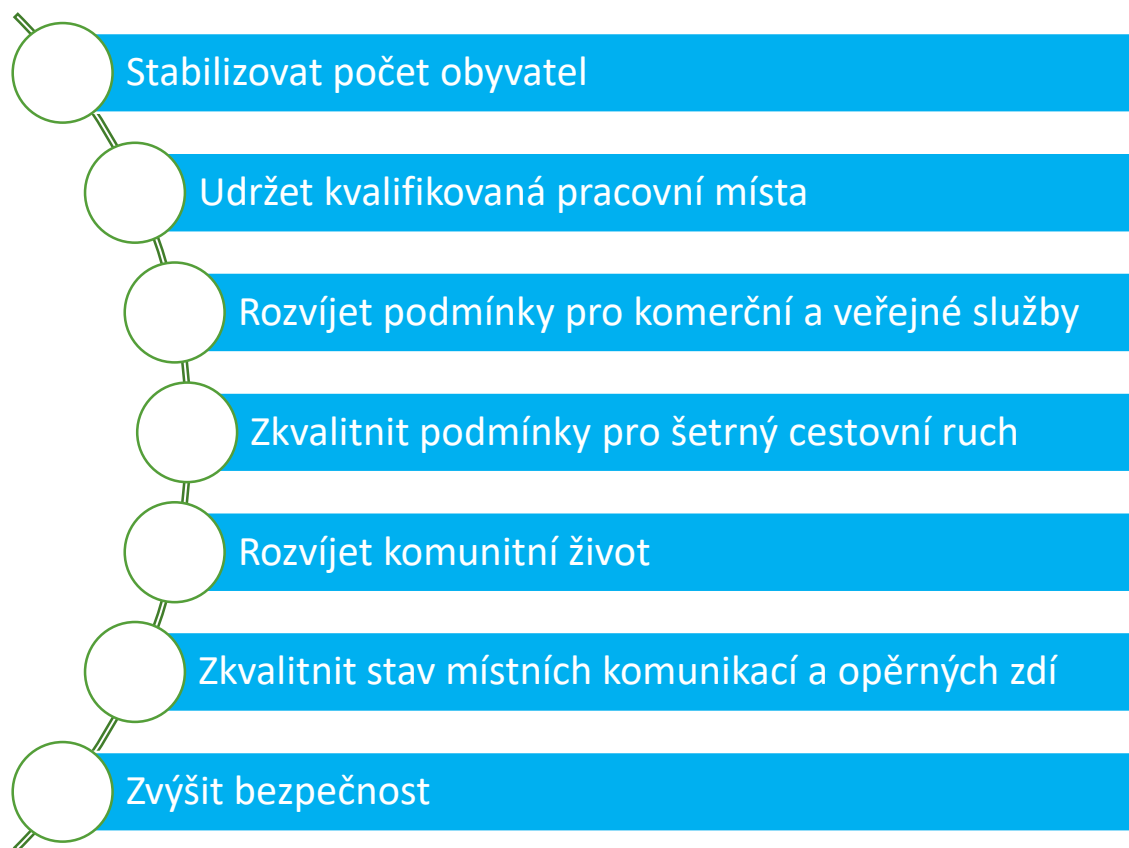 Stabilizovat počet obyvatel
Udržet kvalifikovaná pracovní místa
Rozvíjet podmínky pro komerční a veřejné služby
Zkvalitnit podmínky pro šetrný cestovní ruch
Rozvíjet komunitní život
Zkvalitnit stav místních komunikací a opěrných zdí
Zvýšit bezpečnost